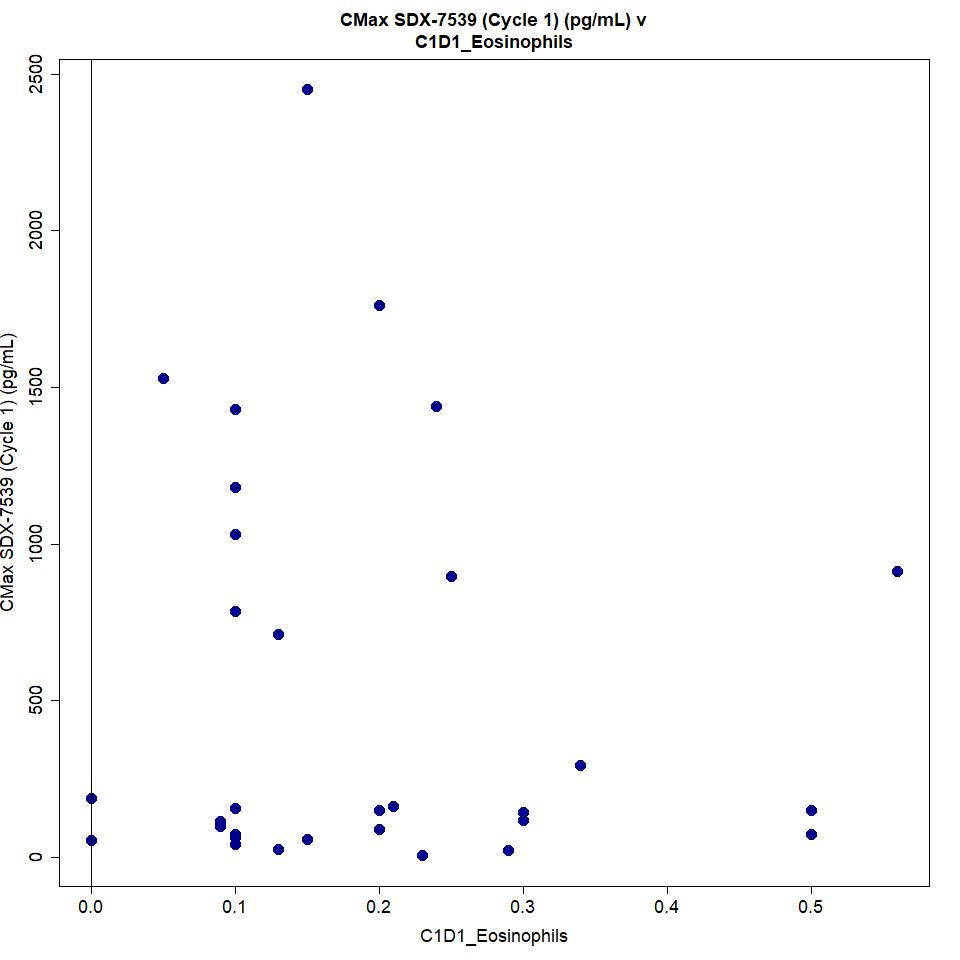 CMax SDX-7539 (Cycle 1) (pg/mL) v
C1D1_Eosinophils
2500
2000
1500
1000
500
0
CMax SDX-7539 (Cycle 1) (pg/mL)
0.0 0.1 0.2 0.3 0.4 0.5
C1D1_Eosinophils